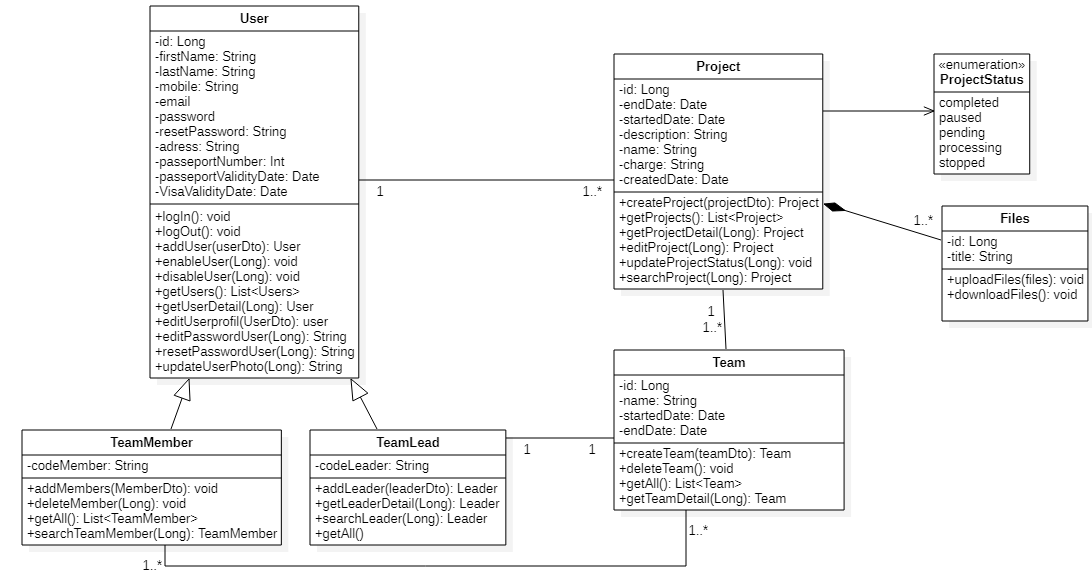 User
-id: Long
-firstName: String
-lastName: String
-mobile: String
-email
-password
-resetPassword: String
-adress: String
-passeportNumber: Int
-passeportValidityDate: Date
-VisaValidityDate: Date
+logIn(): void
+logOut(): void
+addUser(userDto): User
+enableUser(Long): void
+disableUser(Long): void
+getUsers(): List<Users>
+getUserDetail(Long): User
+editUserprofil(UserDto): user
+editPasswordUser(Long): String
+resetPasswordUser(Long): String
+updateUserPhoto(Long): String
1
1..*
Project
-id: Long
-endDate: Date
-startedDate: Date
-description: String
-name: String
-charge: String
-createdDate: Date
+createProject(projectDto): Project
+getProjects(): List<Project>
+getProjectDetail(Long): Project
+editProject(Long): Project
+updateProjectStatus(Long): void
+searchProject(Long): Project
«enumeration»
ProjectStatus
completed
paused
pending
processing
stopped
1..*
Files
-id: Long
-title: String
+uploadFiles(files): void
+downloadFiles(): void
1
1..*
Team
-id: Long
-name: String
-startedDate: Date
-endDate: Date
+createTeam(teamDto): Team
+deleteTeam(): void
+getAll(): List<Team>
+getTeamDetail(Long): Team
TeamMember
-codeMember: String
+addMembers(MemberDto): void
+deleteMember(Long): void
+getAll(): List<TeamMember>
+searchTeamMember(Long): TeamMember
TeamLead
-codeLeader: String
+addLeader(leaderDto): Leader
+getLeaderDetail(Long): Leader
+searchLeader(Long): Leader
+getAll()
1
1
1..*
1..*